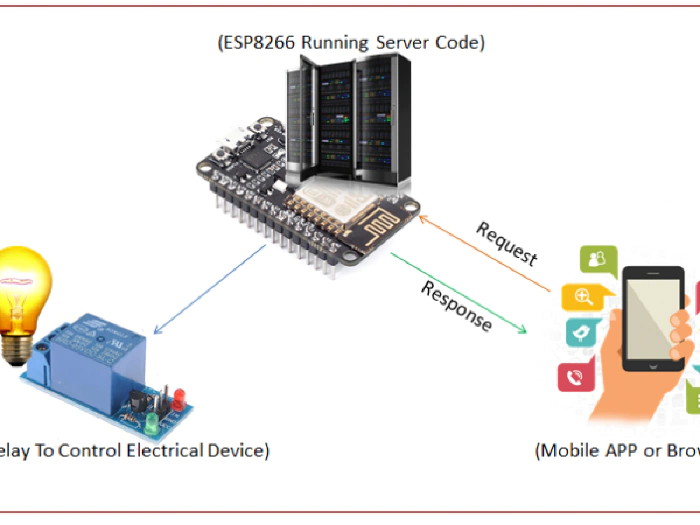 (ESP8266 Running Server Code)
Request
Response
elay To Control Electrical Device)
(Mobile APP or Brow